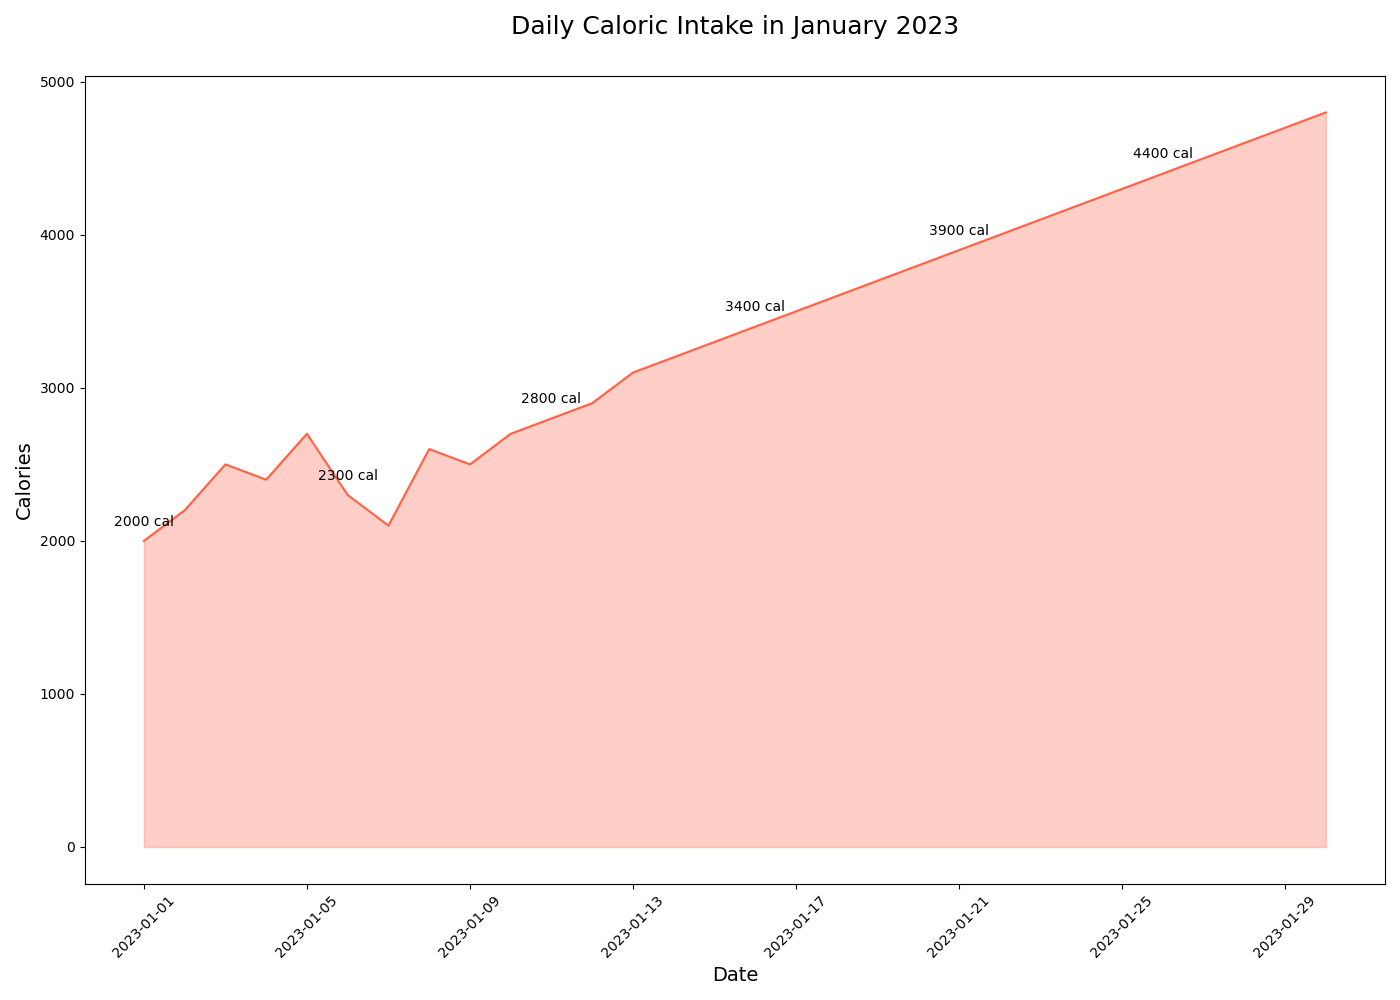 Daily Caloric Intake in January 2023
5000
4400 cal
4000
3900 cal
3400 cal
3000
2800 cal
2300 cal
2000 cal
2000
1000
0
Calories
2023-01-01
2023-01-05
2023-01-09
2023-01-13
2023-01-17
2023-01-21
2023-01-25
2023-01-29
Date